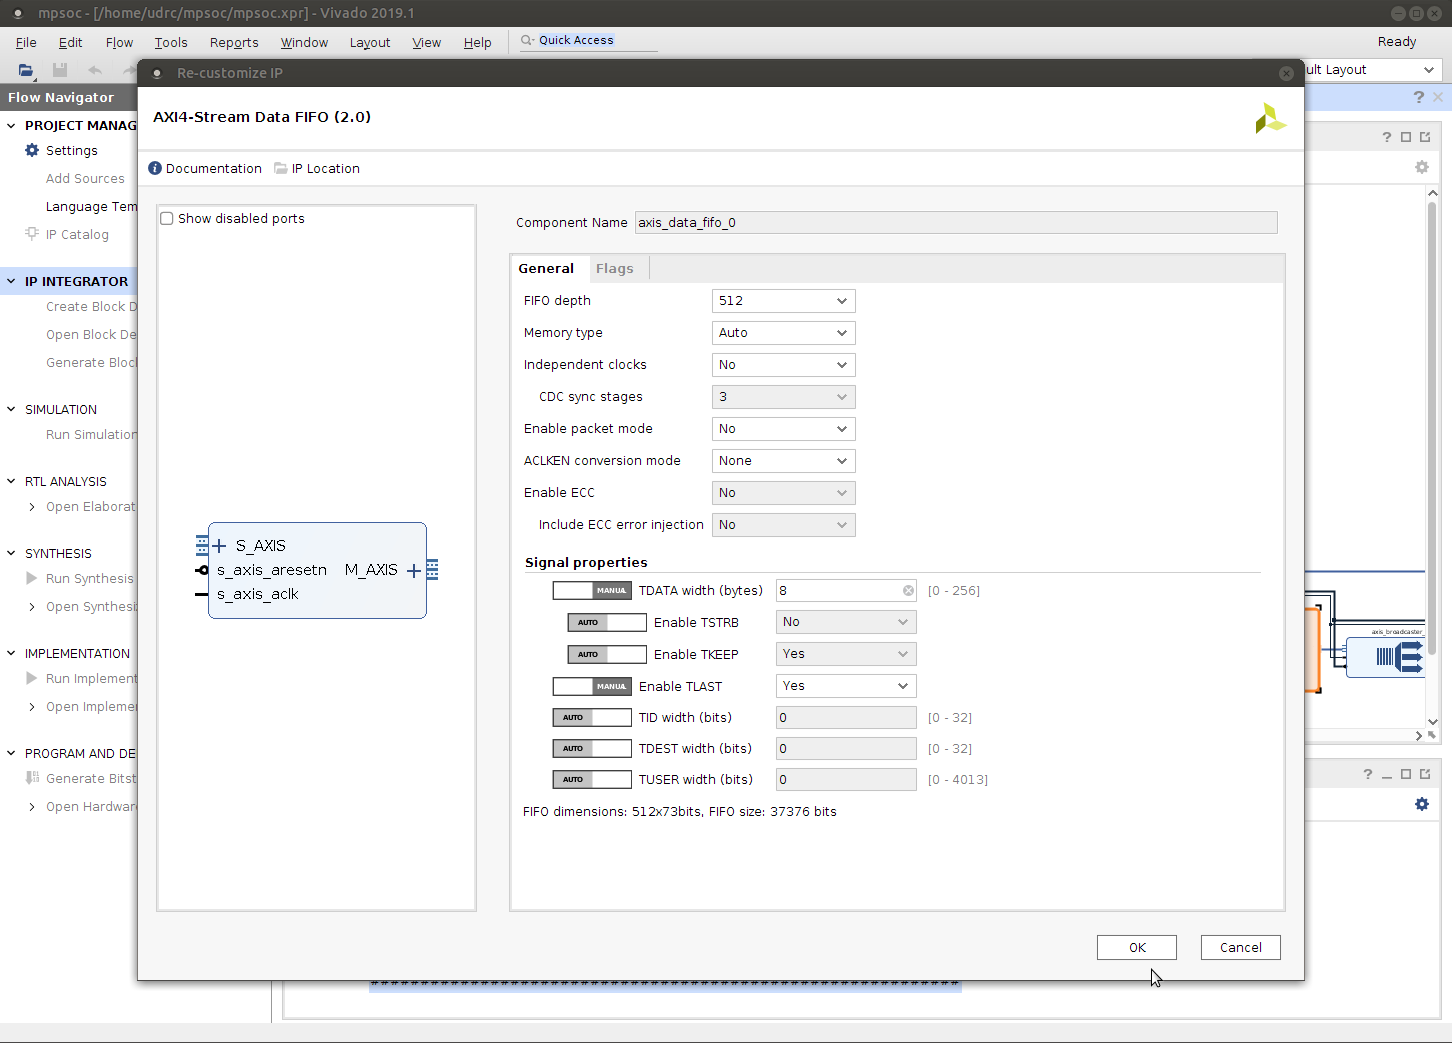 mpsoc - [/home/udrc/mpsoc/mpsoc.xpr] - Vivado 2019.1
File Edit Flow Tools Reports Window Layout View Help Quick Access Ready
Re-customize IP
ult Layout
Flow Navigator
AXI4-Stream Data FIFO (2.0)
PROJECT MANAG
Settings
Documentation IP Location
Add Sources
Language Tem
IP Catalog
Show disabled ports
Component Name axis_data_fifo_0
General Flags
IP INTEGRATOR
Create Block D
Open Block De
Generate Bloc
FIFO depth 512
Memory type Auto
Independent clocks No
CDC sync stages 3
Enable packet mode No
ACLKEN conversion mode None
Enable ECC No
Include ECC error injection No
SIMULATION
Run Simulation
RTL ANALYSIS
Open Elaborat
SYNTHESIS
Run Synthesis
Open Synthesi
S_AXIS
s_axis_aresetn M_AXIS
s_axis_aclk
Signal properties
MANUAL TDATA width (bytes) 8 [0 - 256]
AUTO Enable TSTRB No
AUTO Enable TKEEP Yes
MANUAL Enable TLAST Yes
AUTO TID width (bits) 0 [0 - 32]
AUTO TDEST width (bits) 0 [0 - 32]
AUTO TUSER width (bits) 0 [0 - 4013]
FIFO dimensions: 512x73bits, FIFO size: 37376 bits
axis_broadcaster_
IMPLEMENTATION
Run Implement
Open Impleme
PROGRAM AND DE
Generate Bitst
Open Hardware
OK Cancel